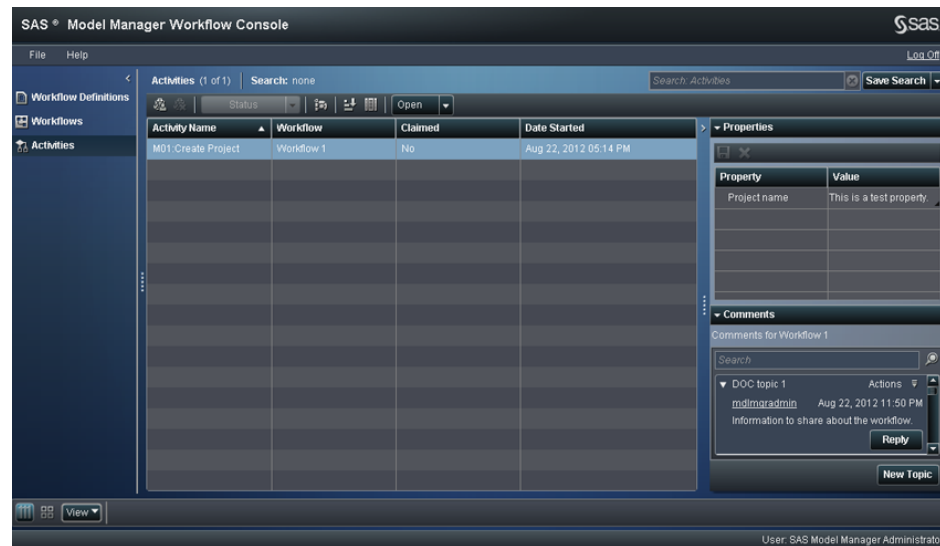 SAS ® Model Manager Workflow Console
sas
File Help
Log Off
Workflow Definitions
Workflows
Activities
Activities (1 of 1) Search: none
Search: Activities
Save Search
Status
Open
Activity Name Workflow Claimed Date Started
M01:Create Project Workflow 1 No Aug 22, 2012 05:14 PM
Properties
Property Value
Project name This is a test property.
Comments
Comments for Workflow 1
Search
DOC topic 1 Actions
mdlmgradmin Aug 22, 2012 11:50 PM
Information to share about the workflow.
Reply
New Topic
View
User: SAS Model Manager Administrato